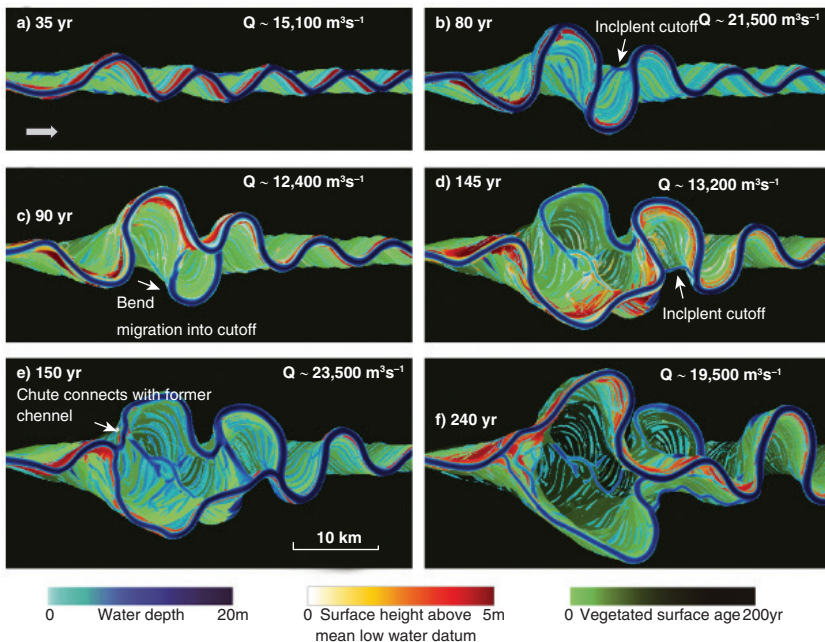 a) 35 yr
Q ~ 15,100 m³s⁻¹
b) 80 yr
Inclplent cutoff
Q ~ 21,500 m³s⁻¹
c) 90 yr
Q ~ 12,400 m³s⁻¹
Bend
migration into cutoff
d) 145 yr
Q ~ 13,200 m³s⁻¹
Inclplent cutoff
e) 150 yr
Q ~ 23,500 m³s⁻¹
Chute connects with former
chennel
10 km
f) 240 yr
Q ~ 19,500 m³s⁻¹
0 Water depth 20m
0 Surface height above 5m
mean low water datum
0 Vegetated surface age 200yr